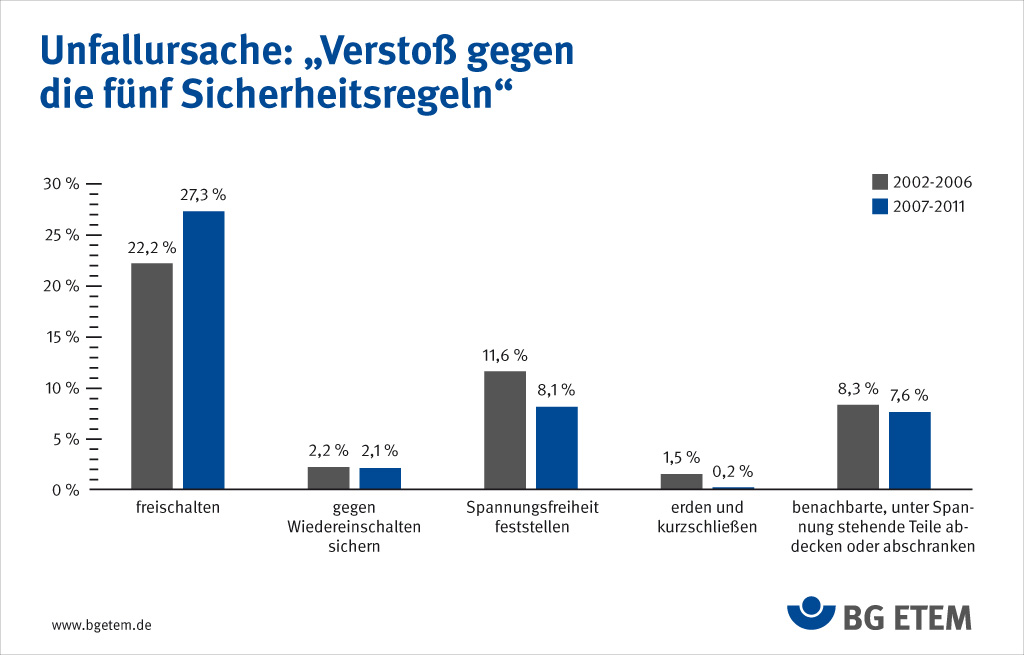 Unfallursache: „Verstoß gegen
die fünf Sicherheitsregeln“
30 %
25 %
20 %
15 %
10 %
5 %
0 %
2002-2006
2007-2011
22,2 %
27,3 %
2,2 %
2,1 %
11,6 %
8,1 %
1,5 %
0,2 %
8,3 %
7,6 %
freischalten
gegen
Wiedereinschalten
sichern
Spannungsfreiheit
feststellen
erden und
kurzschließen
benachbarte, unter Span-
nung stehende Teile ab-
decken oder abschranken
www.bgetem.de
BG ETEM